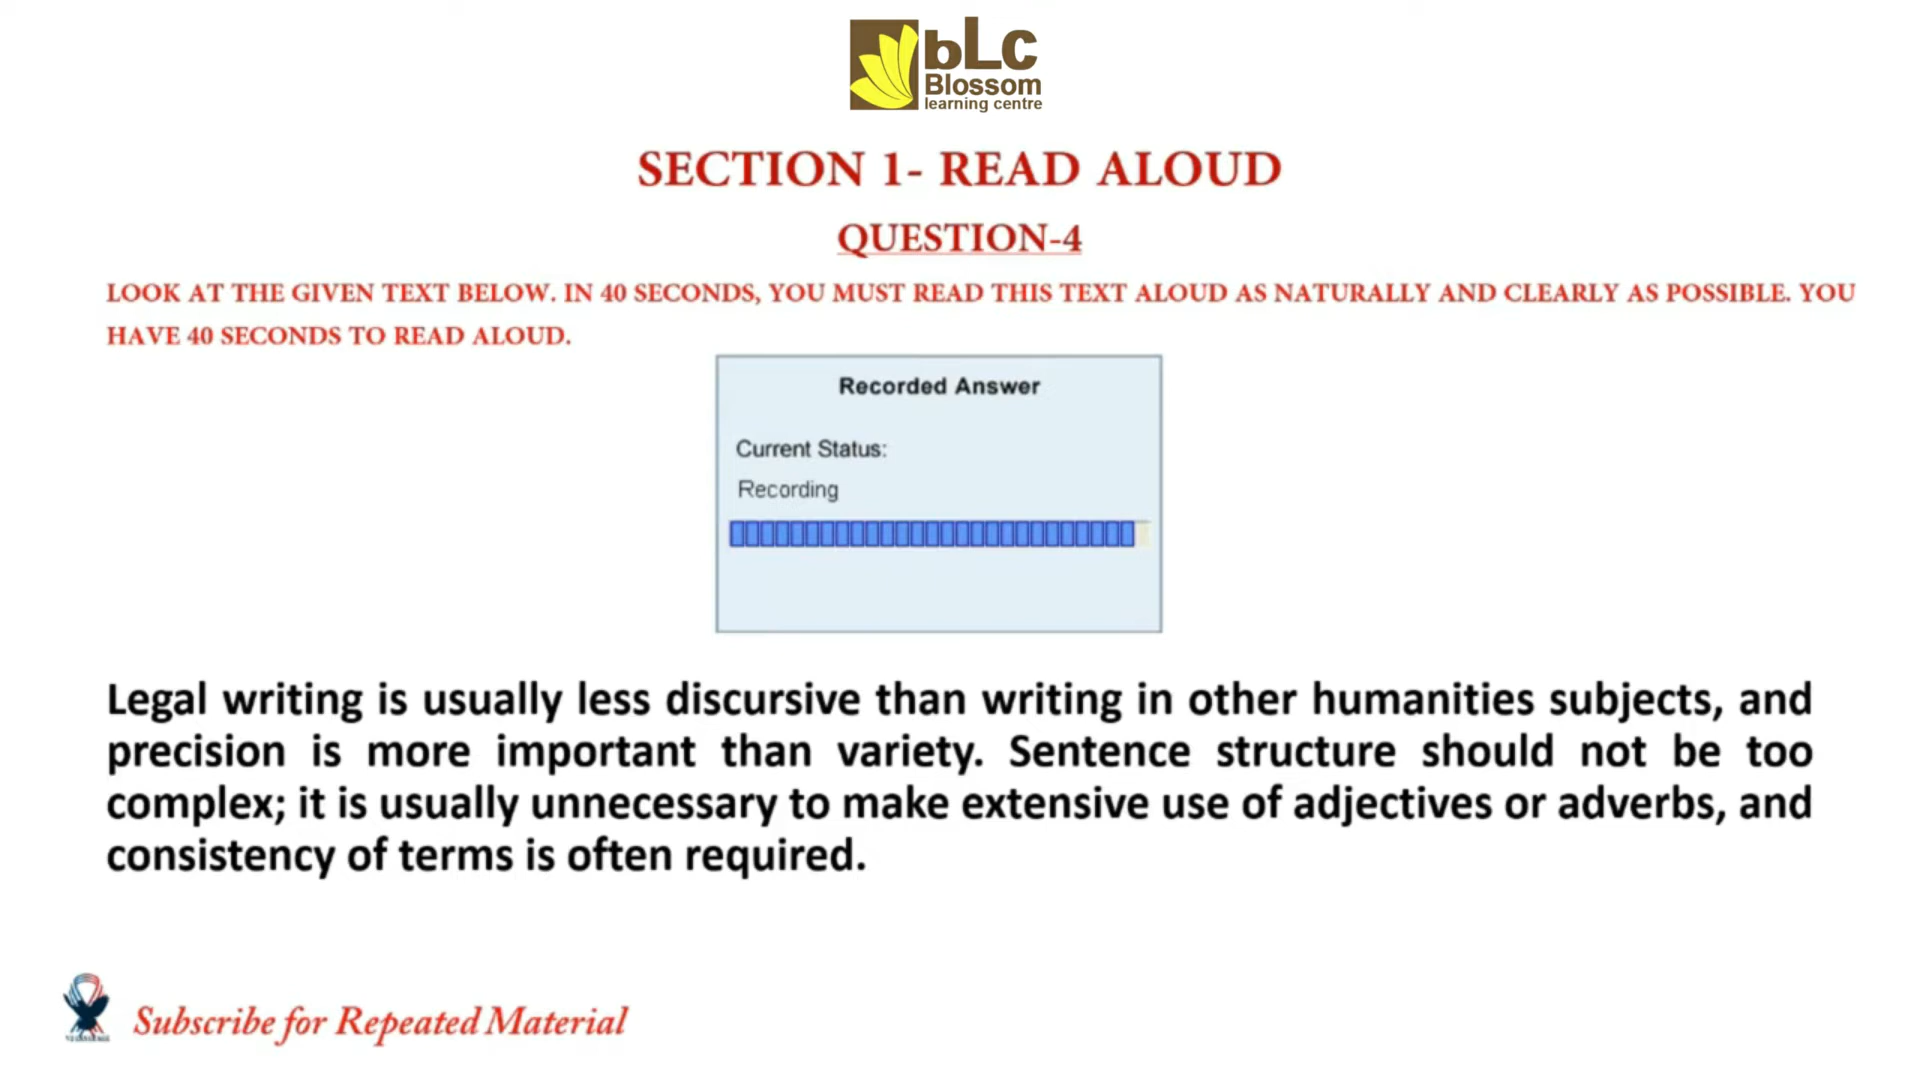 bLc
Blossom
learning centre
SECTION 1- READ ALOUD
QUESTION-4
LOOK AT THE GIVEN TEXT BELOW. IN 40 SECONDS, YOU MUST READ THIS TEXT ALOUD AS NATURALLY AND CLEARLY AS POSSIBLE. YOU
HAVE 40 SECONDS TO READ ALOUD.
Recorded Answer
Current Status:
Recording
Legal writing is usually less discursive than writing in other humanities subjects, and
precision is more important than variety. Sentence structure should not be too
complex; it is usually unnecessary to make extensive use of adjectives or adverbs, and
consistency of terms is often required.
Subscribe for Repeated Material